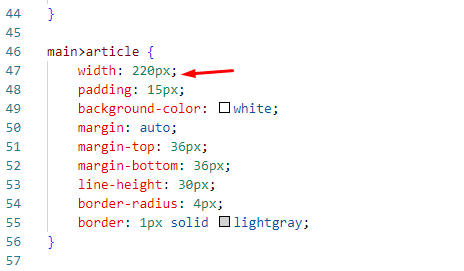 44 }
45
46 main>article {
47 width: 220px;
48 padding: 15px;
49 background-color: white;
50 margin: auto;
51 margin-top: 36px;
52 margin-bottom: 36px;
53 line-height: 30px;
54 border-radius: 4px;
55 border: 1px solid lightgray;
56 }
57